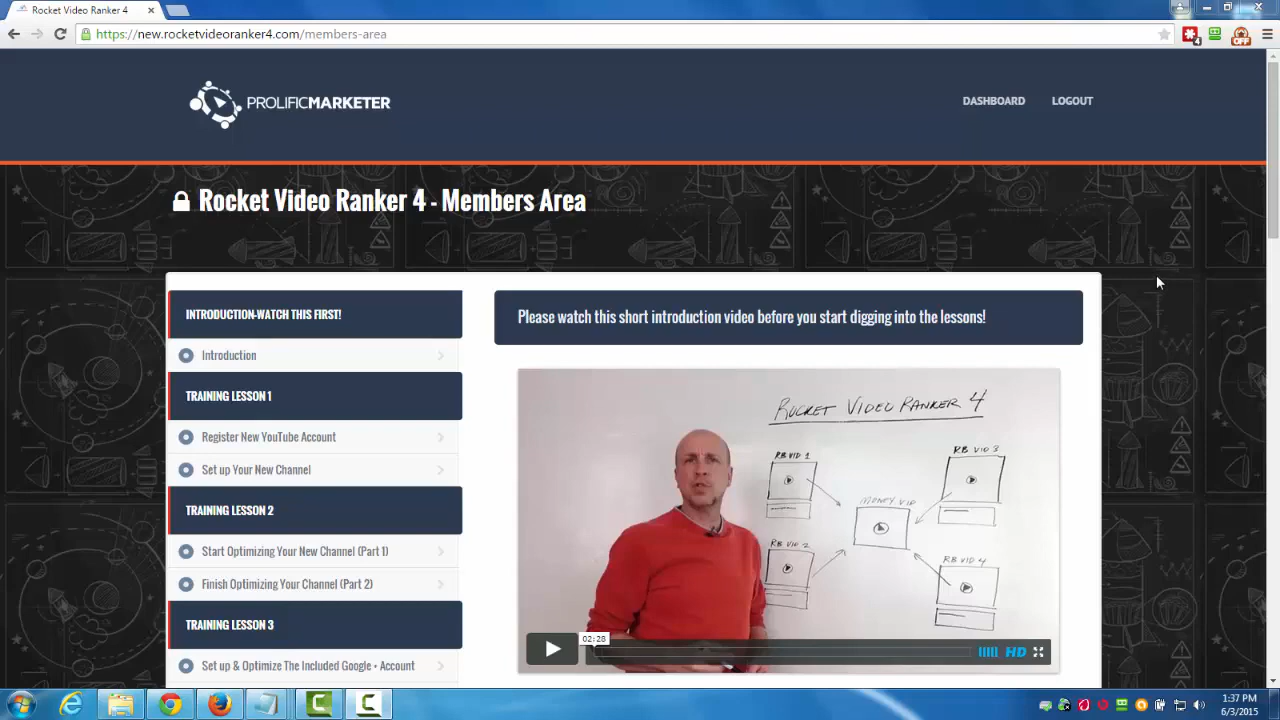 Rocket Video Ranker 4
https://new.rocketvideoranker4.com/members-area
4
OFF
PROLIFICMARKETER
DASHBOARD
LOGOUT
Rocket Video Ranker 4 - Members Area
INTRODUCTION-WATCH THIS FIRST!
Introduction
TRAINING LESSON 1
Register New YouTube Account
Set up Your New Channel
TRAINING LESSON 2
Start Optimizing Your New Channel (Part 1)
Finish Optimizing Your Channel (Part 2)
TRAINING LESSON 3
Set up & Optimize The Included Google + Account
Please watch this short introduction video before you start digging into the lessons!
ROCKET VIDEO RANKER 4
RB VID 1
RB VID 3
MONEY VID
RB VID 2
RB VID 4
02:28
HD
1:37 PM
6/3/2015